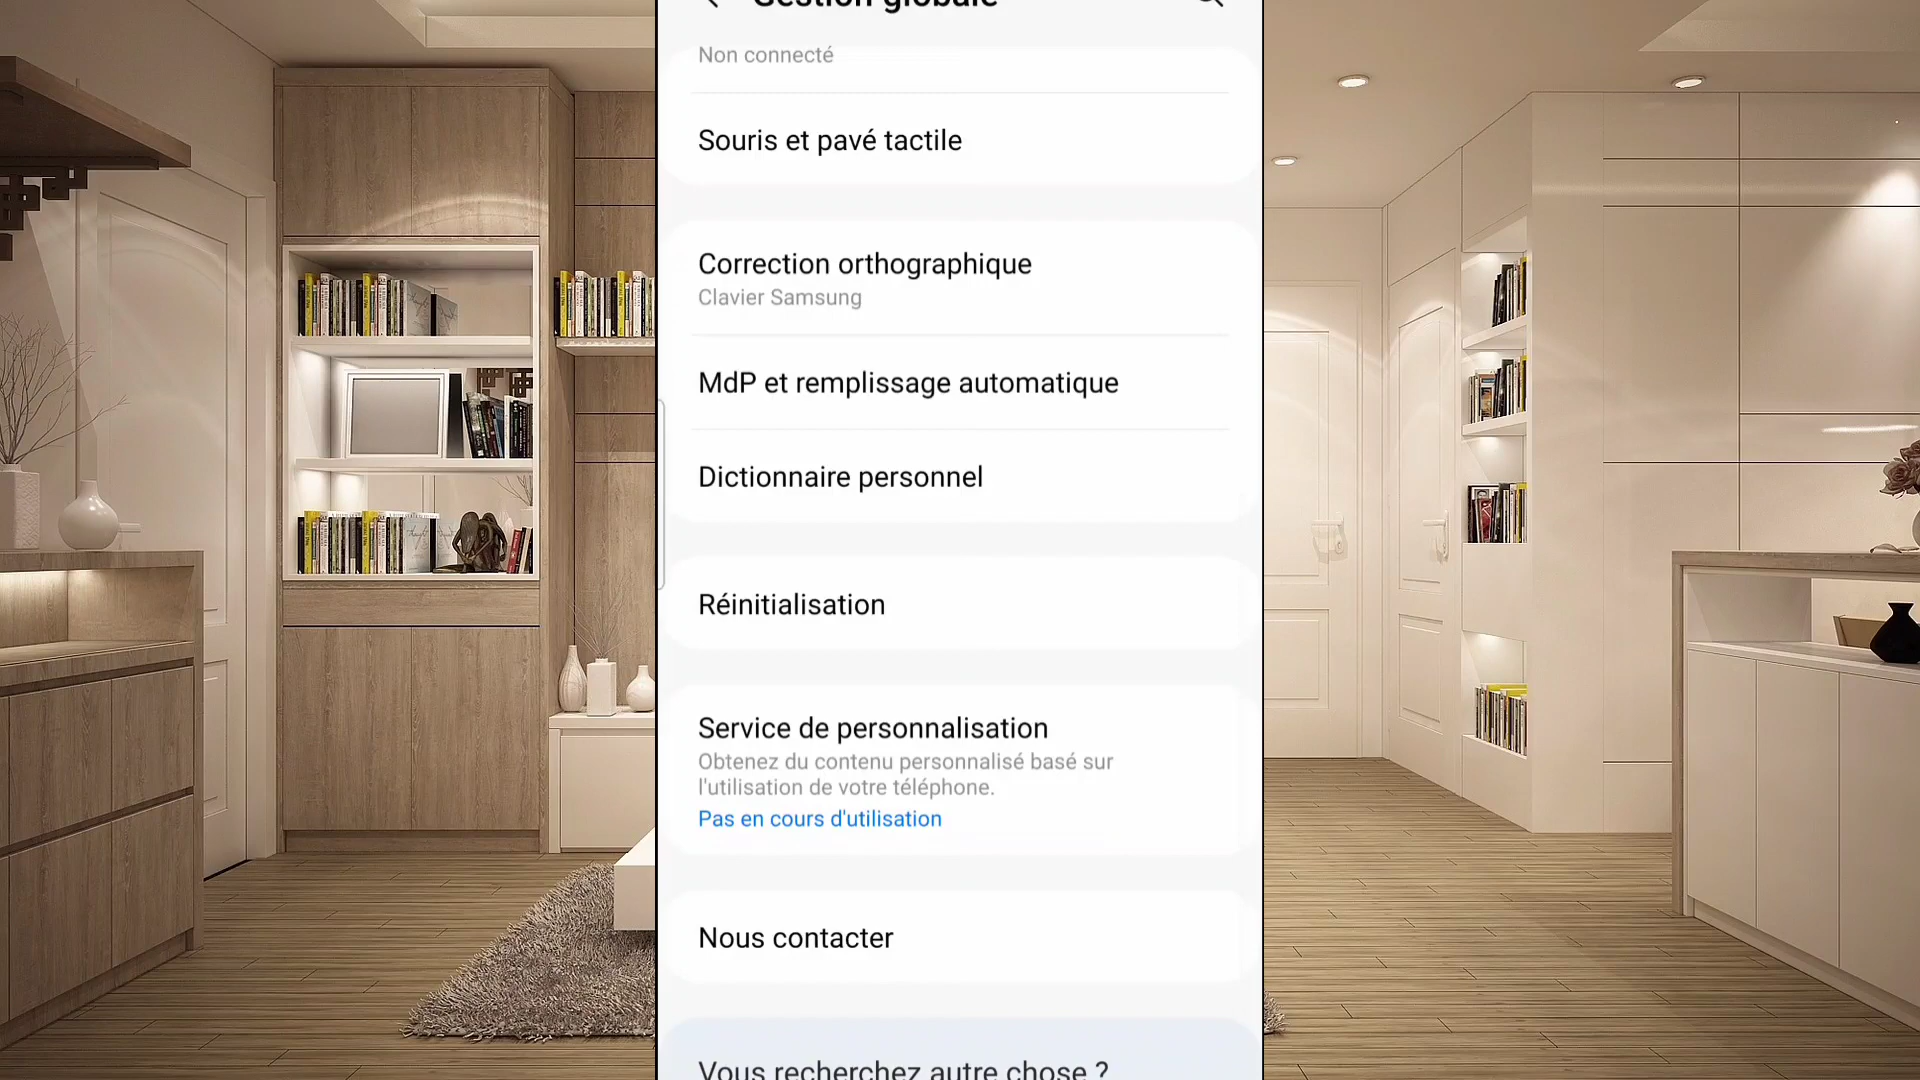 Gestion globale
Non connecté
Souris et pavé tactile
Correction orthographique
Clavier Samsung
MdP et remplissage automatique
Dictionnaire personnel
Réinitialisation
Service de personnalisation
Obtenez du contenu personnalisé basé sur
l'utilisation de votre téléphone.
Pas en cours d'utilisation
Nous contacter
Vous recherchez autre chose ?